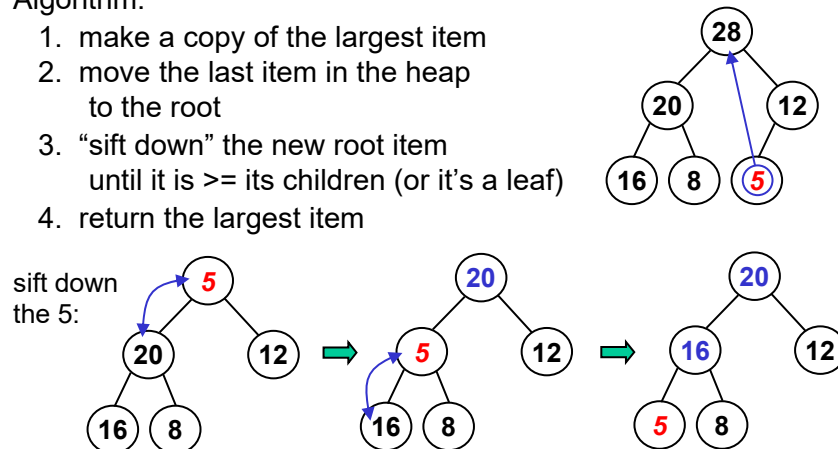 Algorithm:
1. make a copy of the largest item
2. move the last item in the heap
to the root
3. “sift down” the new root item
until it is >= its children (or it’s a leaf)
4. return the largest item
28
20 12
16 8 5
sift down
the 5:
5
20 12
16 8
20
5 12
16 8
20
16 12
5 8